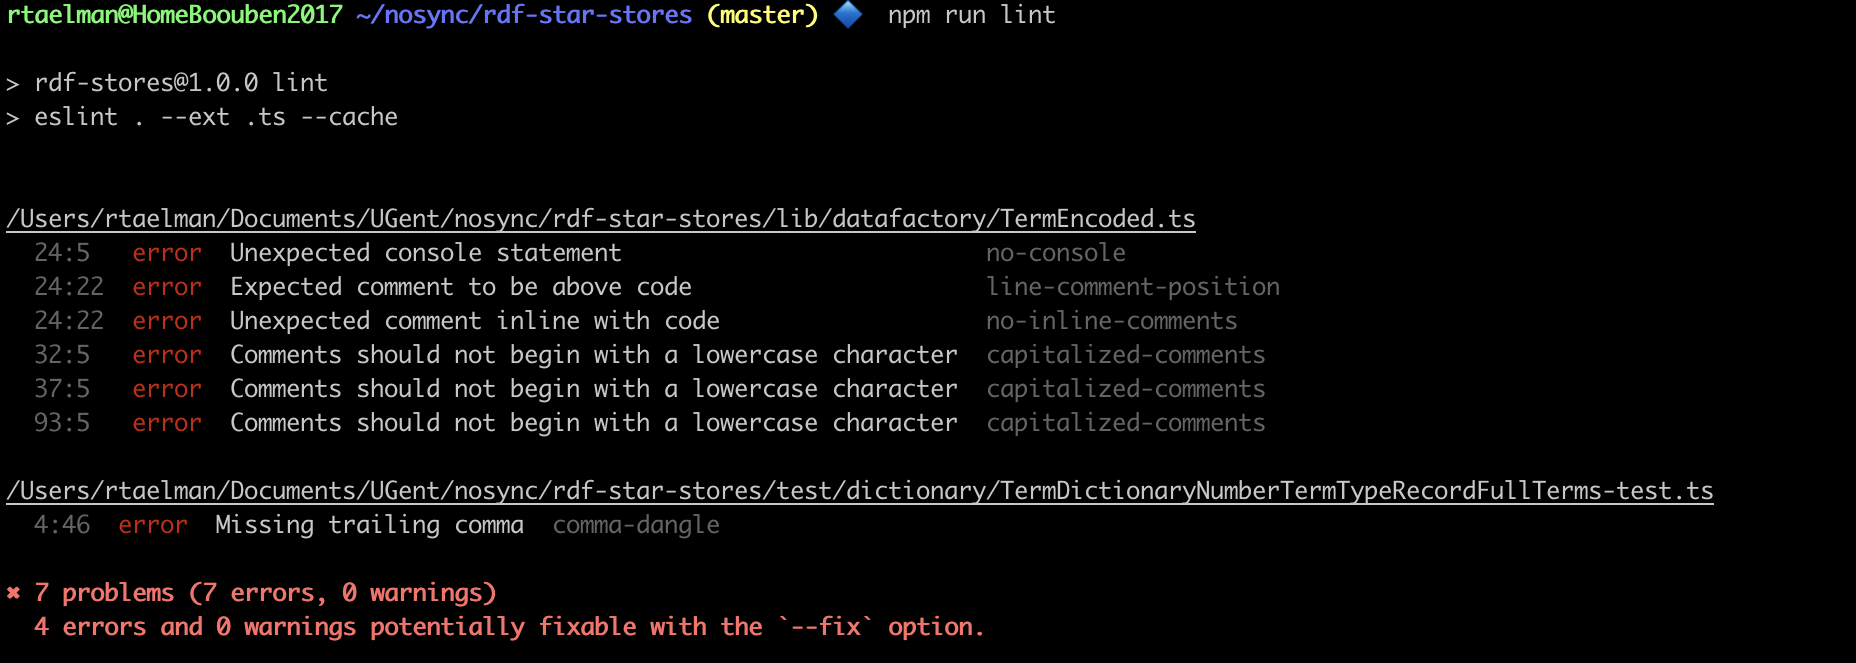 rtaelman@HomeBoouben2017 ~/nosync/rdf-star-stores (master) 🔷 npm run lint
> rdf-stores@1.0.0 lint
> eslint . --ext .ts --cache
/Users/rtaelman/Documents/UGent/nosync/rdf-star-stores/lib/datafactory/TermEncoded.ts
24:5 error Unexpected console statement no-console
24:22 error Expected comment to be above code line-comment-position
24:22 error Unexpected comment inline with code no-inline-comments
32:5 error Comments should not begin with a lowercase character capitalized-comments
37:5 error Comments should not begin with a lowercase character capitalized-comments
93:5 error Comments should not begin with a lowercase character capitalized-comments
/Users/rtaelman/Documents/UGent/nosync/rdf-star-stores/test/dictionary/TermDictionaryNumberTermTypeRecordFullTerms-test.ts
4:46 error Missing trailing comma comma-dangle
✖ 7 problems (7 errors, 0 warnings)
4 errors and 0 warnings potentially fixable with the `--fix` option.